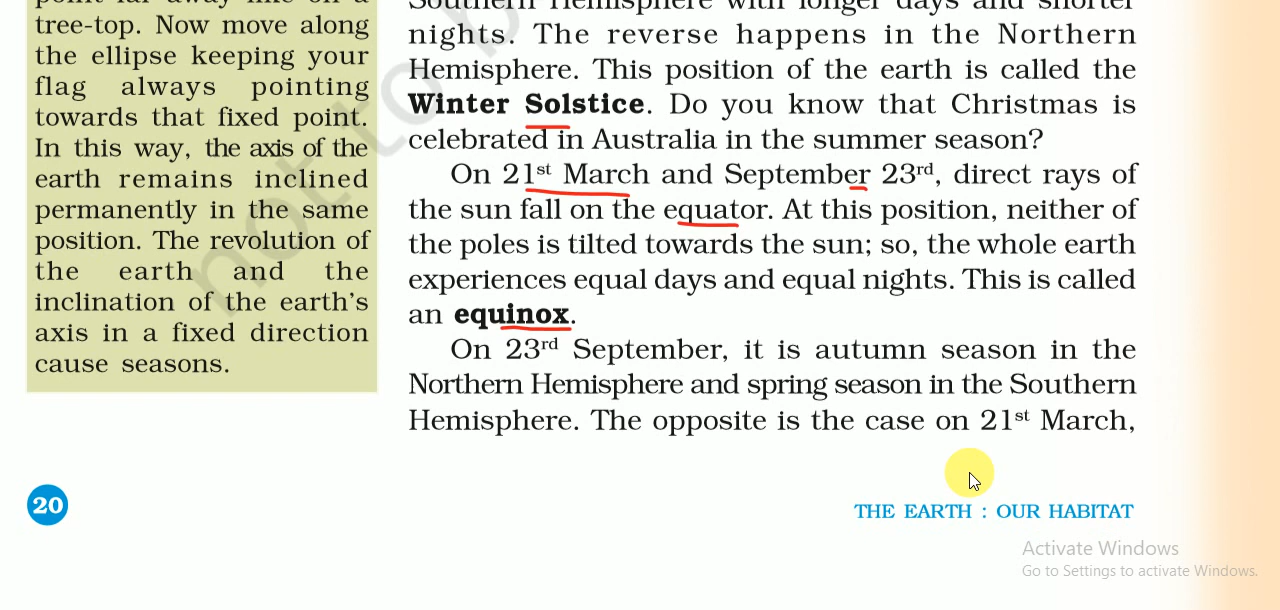 point far away like on a
tree-top. Now move along
the ellipse keeping your
flag always pointing
towards that fixed point.
In this way, the axis of the
earth remains inclined
permanently in the same
position. The revolution of
the earth and the
inclination of the earth's
axis in a fixed direction
cause seasons.
Southern Hemisphere with longer days and shorter
nights. The reverse happens in the Northern
Hemisphere. This position of the earth is called the
Winter Solstice. Do you know that Christmas is
celebrated in Australia in the summer season?
On 21st March and September 23rd, direct rays of
the sun fall on the equator. At this position, neither of
the poles is tilted towards the sun; so, the whole earth
experiences equal days and equal nights. This is called
an equinox.
On 23rd September, it is autumn season in the
Northern Hemisphere and spring season in the Southern
Hemisphere. The opposite is the case on 21st March,
not to b
20
THE EARTH : OUR HABITAT
Activate Windows
Go to Settings to activate Windows.